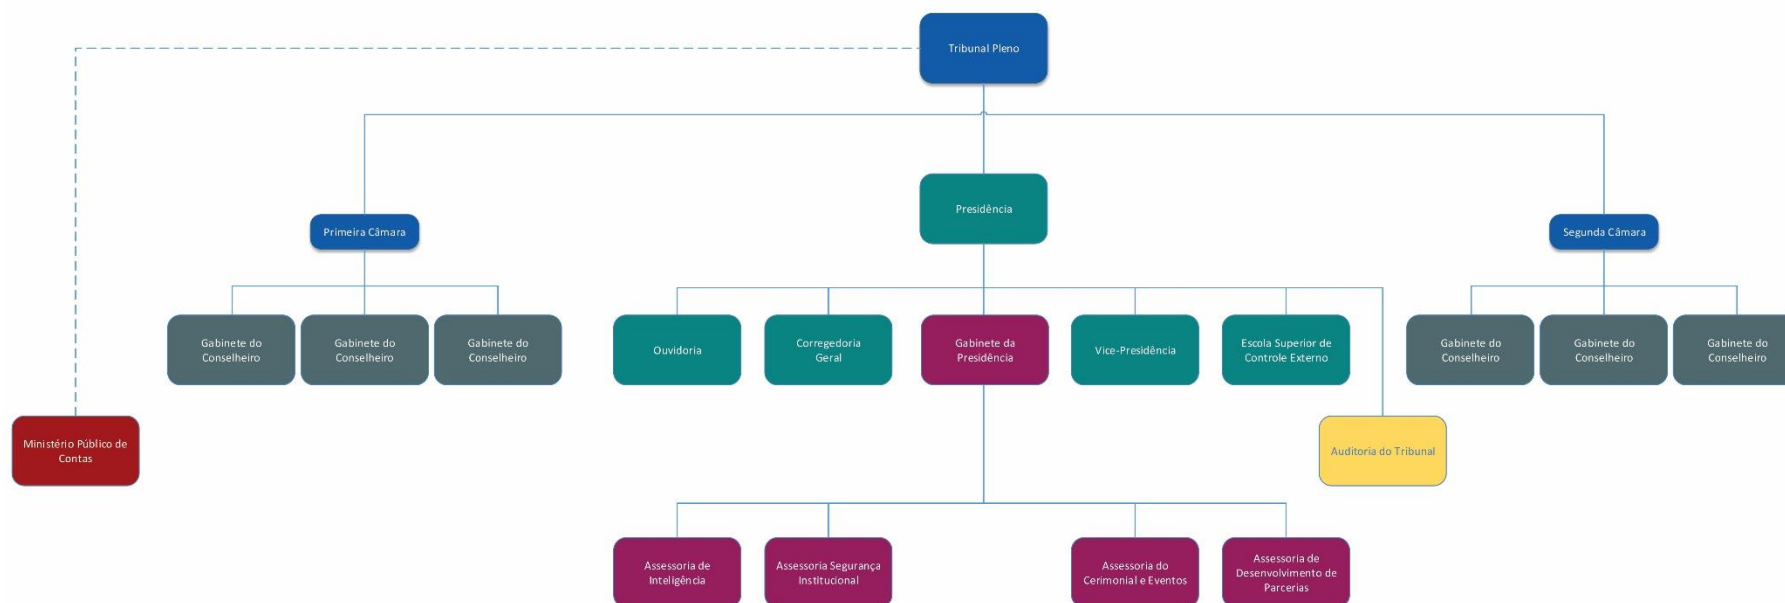 Tribunal Pleno
Presidência
Primeira Câmara
Segunda Câmara
Gabinete do
Conselheiro
Gabinete do
Conselheiro
Gabinete do
Conselheiro
Ouvidoria
Corregedoria
Geral
Gabinete da
Presidência
Vice-Presidência
Escola Superior de
Controle Externo
Gabinete do
Conselheiro
Gabinete do
Conselheiro
Gabinete do
Conselheiro
Ministério Público de
Contas
Auditoria do Tribunal
Assessoria de
Inteligência
Assessoria Segurança
Institucional
Assessoria do
Cerimonial e Eventos
Assessoria de
Desenvolvimento de
Parcerias